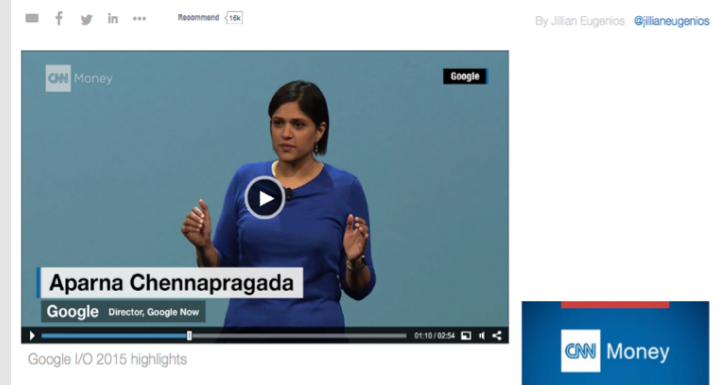 Recommend 16k
By Jillian Eugenios @jillianeugenios
CNN Money
Google
Aparna Chennapragada
Google Director, Google Now
01:10 / 02:54
Google I/O 2015 highlights
CNN Money